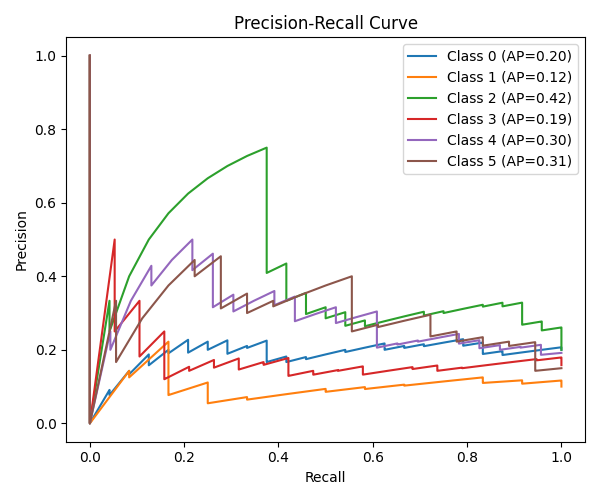 Precision-Recall Curve
Class 0 (AP=0.20)
Class 1 (AP=0.12)
Class 2 (AP=0.42)
Class 3 (AP=0.19)
Class 4 (AP=0.30)
Class 5 (AP=0.31)
Precision
1.0
0.8
0.6
0.4
0.2
0.0
0.0 0.2 0.4 0.6 0.8 1.0
Recall